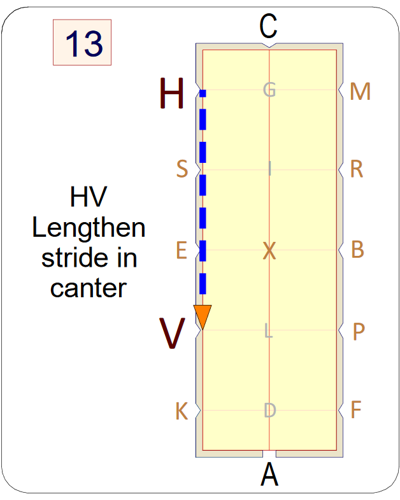 13
C
H G M
S I R
HV
Lengthen
stride in
canter
E X B
V L P
K D F
A